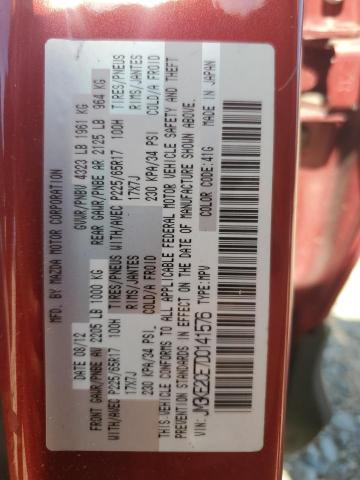 MFD. BY MAZDA MOTOR CORPORATION MADE IN JAPAN
DATE 08/12 GVWR/PNBV 4323 LB 1961 KG
FRONT GAWR/PNBE AV 2205 LB 1000 KG REAR GAWR/PNBE AR 2125 LB 964 KG
WITH/AVEC P225/65R17 100H TIRES/PNEUS WITH/AVEC P225/65R17 100H TIRES/PNEUS
17X7J RIMS/JANTES 17X7J RIMS/JANTES
230 KPA/34 PSI COLD/A FROID 230 KPA/34 PSI COLD/A FROID
THIS VEHICLE CONFORMS TO ALL APPLICABLE FEDERAL MOTOR VEHICLE SAFETY AND THEFT
STANDARDS IN EFFECT ON THE DATE OF MANUFACTURE SHOWN ABOVE.
TYPE:MPV COLOR CODE:41G